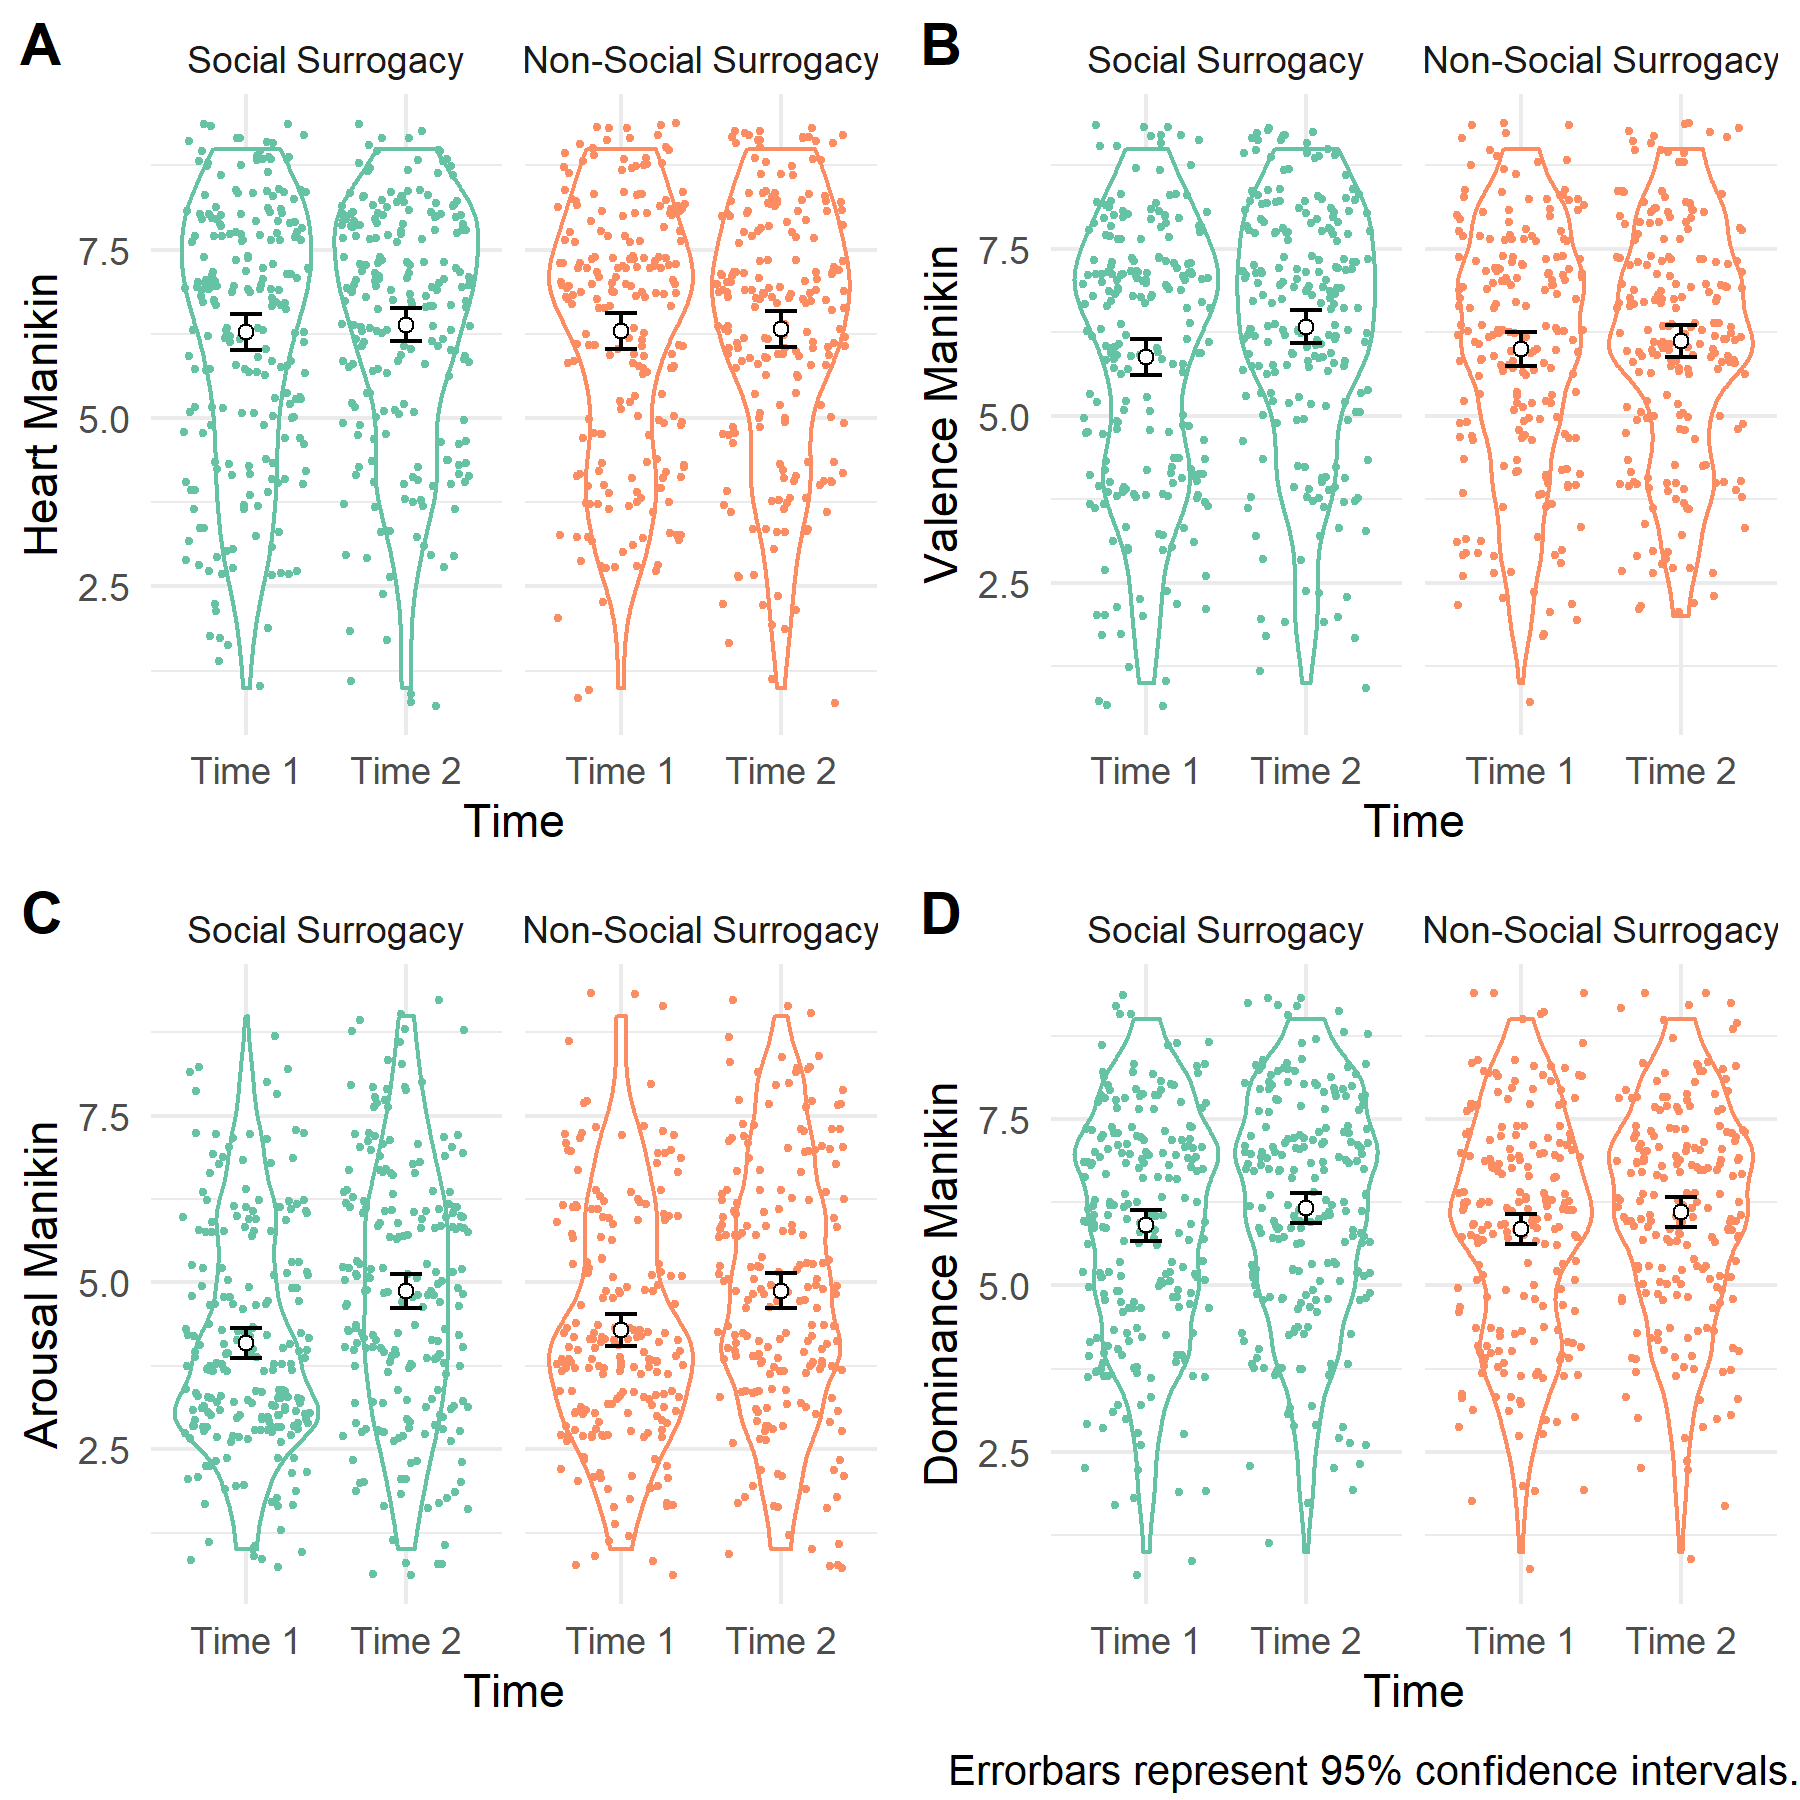 A
Social Surrogacy
Non-Social Surrogacy
Heart Manikin
7.5
5.0
2.5
Time 1
Time 2
Time 1
Time 2
Time
B
Social Surrogacy
Non-Social Surrogacy
Valence Manikin
7.5
5.0
2.5
Time 1
Time 2
Time 1
Time 2
Time
C
Social Surrogacy
Non-Social Surrogacy
Arousal Manikin
7.5
5.0
2.5
Time 1
Time 2
Time 1
Time 2
Time
D
Social Surrogacy
Non-Social Surrogacy
Dominance Manikin
7.5
5.0
2.5
Time 1
Time 2
Time 1
Time 2
Time
Errorbars represent 95% confidence intervals.